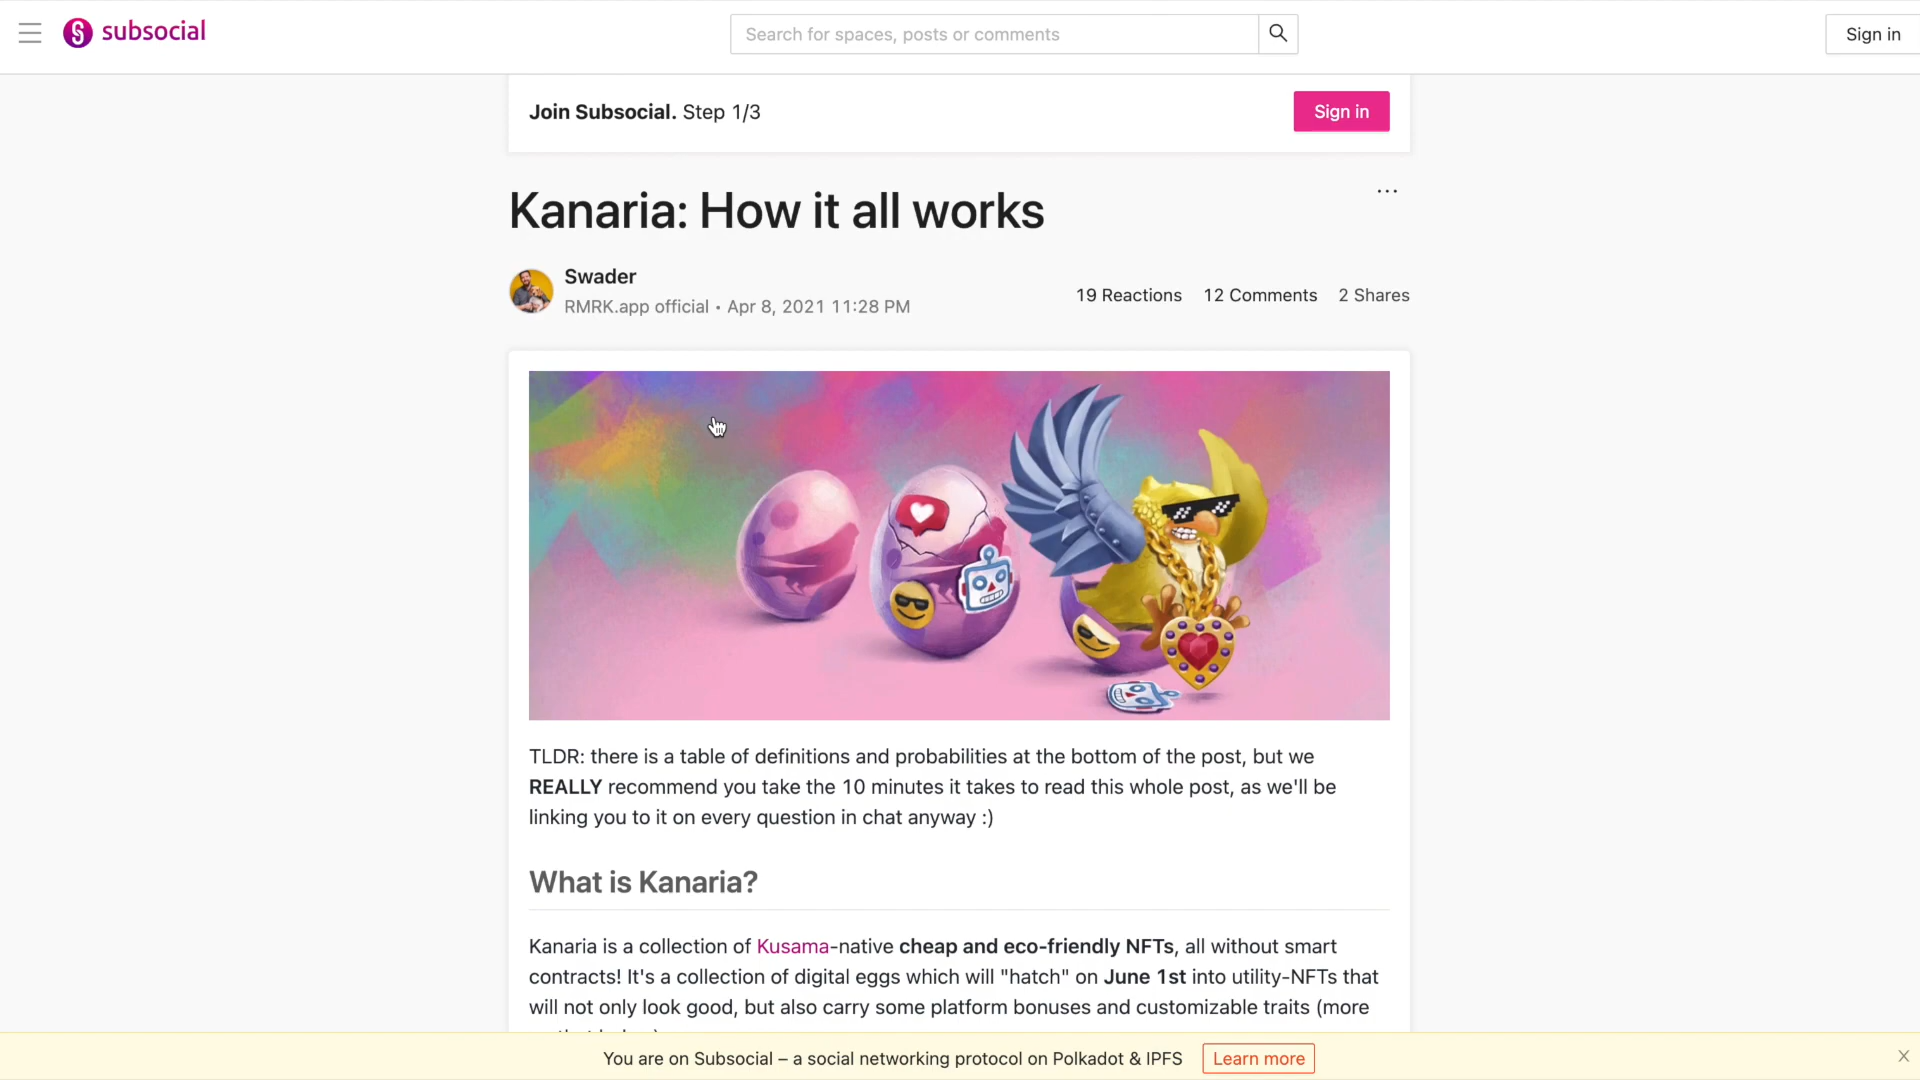 subsocial
Search for spaces, posts or comments
Sign in
Join Subsocial. Step 1/3
Sign in
Kanaria: How it all works
...
Swader
RMRK.app official • Apr 8, 2021 11:28 PM
19 Reactions 12 Comments 2 Shares
TLDR: there is a table of definitions and probabilities at the bottom of the post, but we
REALLY recommend you take the 10 minutes it takes to read this whole post, as we'll be
linking you to it on every question in chat anyway :)
What is Kanaria?
Kanaria is a collection of Kusama-native cheap and eco-friendly NFTs, all without smart
contracts! It's a collection of digital eggs which will "hatch" on June 1st into utility-NFTs that
will not only look good, but also carry some platform bonuses and customizable traits (more
You are on Subsocial – a social networking protocol on Polkadot & IPFS Learn more